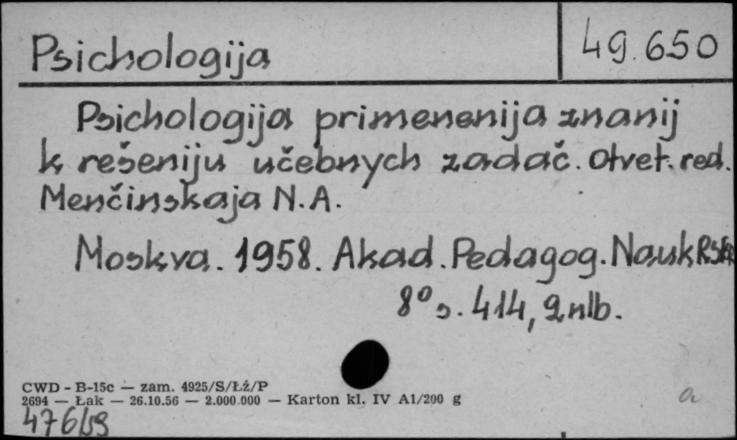 Psichologija
49.650
Psichologija primenenija znanij
k rešeniju učebnych zadač. Otvet. red.
Menčinskaja N.A.
Moskva. 1958. Akad. Pedagog. Nauk RSFSR
8° s. 414, 2 nlb.
CWD - B-15c — zam. 4925/S/Łź/P
2694 — Łak — 26.10.56 — 2.000.000 — Karton kl. IV A1/200 g
a